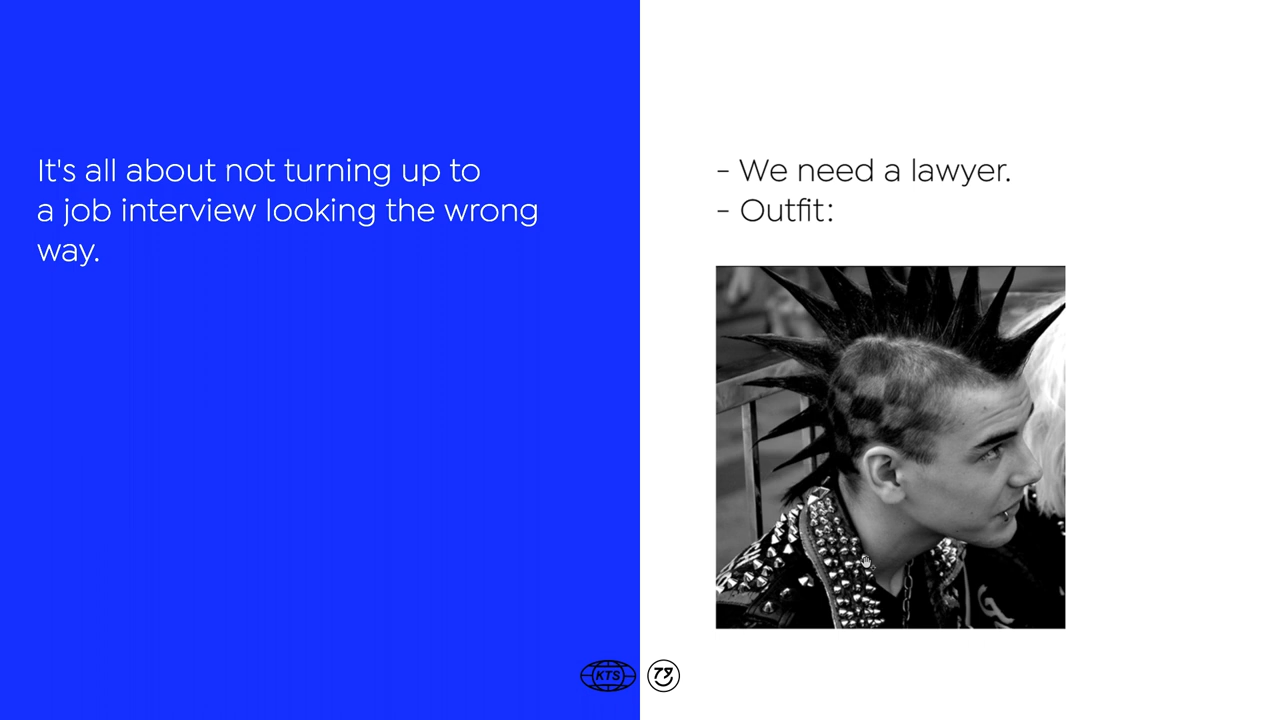 It's all about not turning up to
a job interview looking the wrong
way.
- We need a lawyer.
- Outfit:
KTS